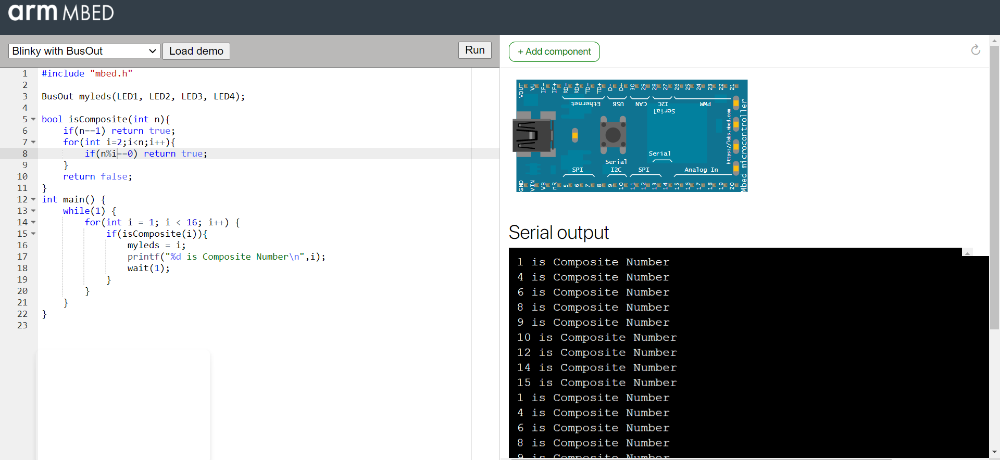 arm MBED
Blinky with BusOut
Load demo
Run
1 #include "mbed.h"
2
3 BusOut myleds(LED1, LED2, LED3, LED4);
4
5 bool isComposite(int n){
6 if(n==1) return true;
7 for(int i=2;i<n;i++){
8 if(n%i==0) return true;
9 }
10 return false;
11 }
12 int main() {
13 while(1) {
14 for(int i = 1; i < 16; i++) {
15 if(isComposite(i)){
16 myleds = i;
17 printf("%d is Composite Number\n",i);
18 wait(1);
19 }
20 }
21 }
22 }
23
+ Add component
VOUT VU IF- IF+ RD- RD+ TD- TD+ D- D+ 30 29 28 27 26 25 24 23 22 21
Ethernet USB CAN I2C PWM
Serial
Serial
Serial
SPI I2C SPI Analog In
GND VIN VB nR 5 6 7 8 9 10 11 12 13 14 15 16 17 18 19 20
https://labs.mbed.com
Mbed microcontroller
Serial output
1 is Composite Number
4 is Composite Number
6 is Composite Number
8 is Composite Number
9 is Composite Number
10 is Composite Number
12 is Composite Number
14 is Composite Number
15 is Composite Number
1 is Composite Number
4 is Composite Number
6 is Composite Number
8 is Composite Number
9 is Composite Number